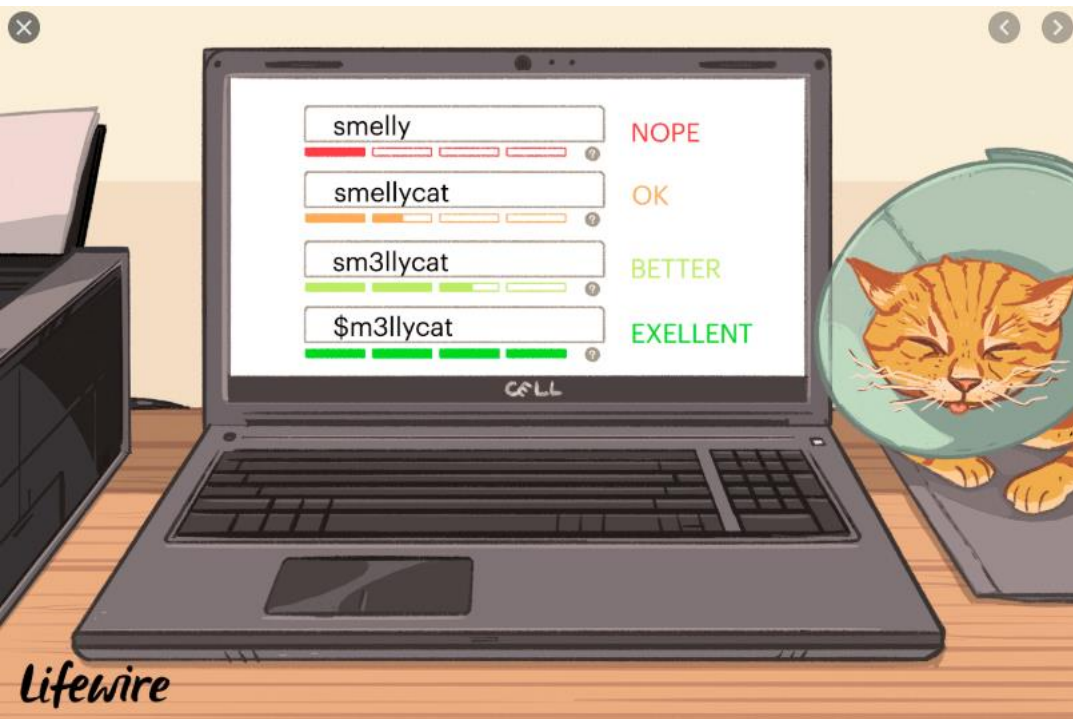 smelly
NOPE
smellycat
OK
sm3llycat
BETTER
$m3llycat
EXELLENT
CELL
Lifewire